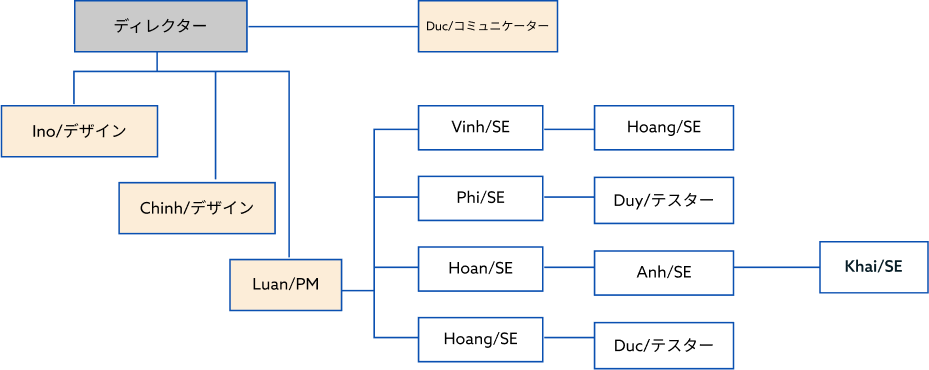 ディレクター
Duc/コミュニケーター
Ino/デザイン
Chinh/デザイン
Luan/PM
Vinh/SE
Hoang/SE
Phi/SE
Duy/テスター
Hoan/SE
Anh/SE
Khai/SE
Hoang/SE
Duc/テスター